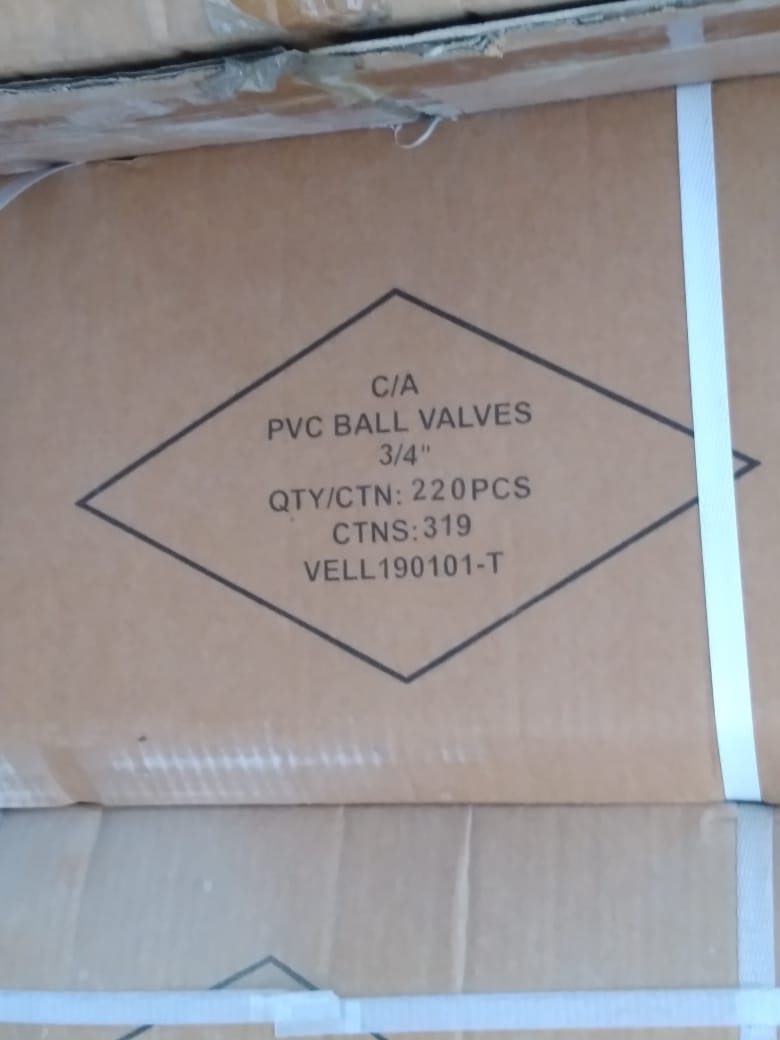 C/A
PVC BALL VALVES
3/4"
QTY/CTN: 220PCS
CTNS: 319
VELL190101-T